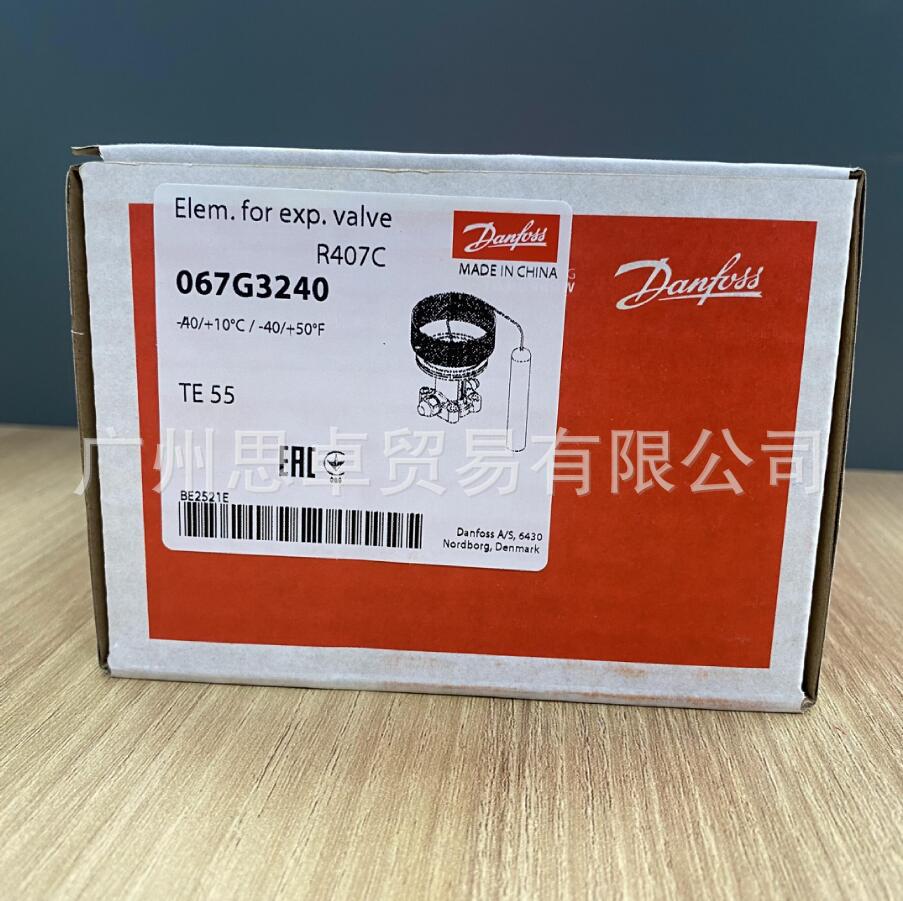 Elem. for exp. valve
R407C
067G3240
-40/+10°C / -40/+50°F
TE 55
Danfoss
MADE IN CHINA
Danfoss
广州思卓贸易有限公司
EAC
BE2521E
Danfoss A/S, 6430
Nordborg, Denmark